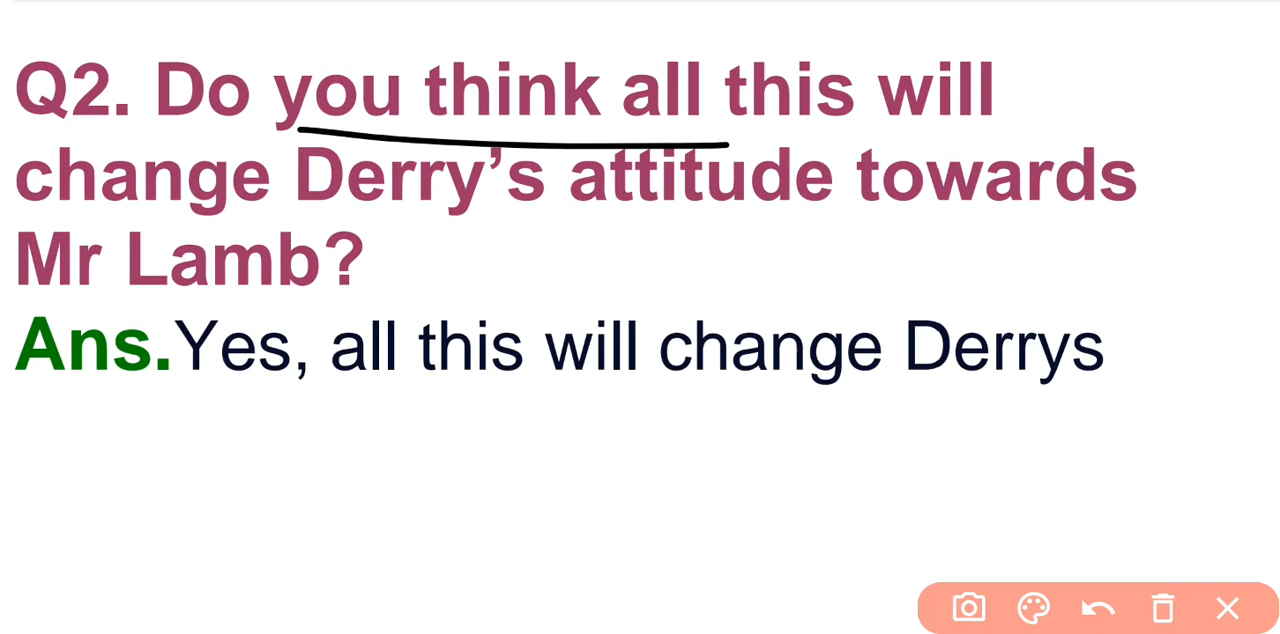 Q2. Do you think all this will
change Derry’s attitude towards
Mr Lamb?
Ans.Yes, all this will change Derrys